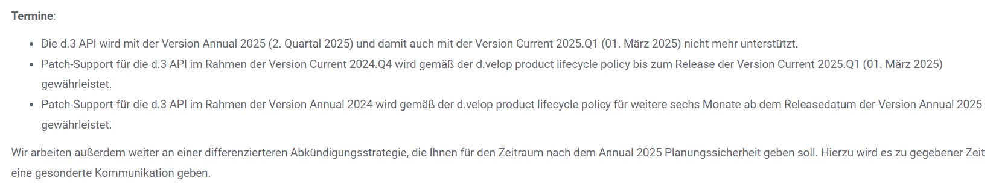 Termine:
• Die d.3 API wird mit der Version Annual 2025 (2. Quartal 2025) und damit auch mit der Version Current 2025.Q1 (01. März 2025) nicht mehr unterstützt.
• Patch-Support für die d.3 API im Rahmen der Version Current 2024.Q4 wird gemäß der d.velop product lifecycle policy bis zum Release der Version Current 2025.Q1 (01. März 2025)
gewährleistet.
• Patch-Support für die d.3 API im Rahmen der Version Annual 2024 wird gemäß der d.velop product lifecycle policy für weitere sechs Monate ab dem Releasedatum der Version Annual 2025
gewährleistet.
Wir arbeiten außerdem weiter an einer differenzierteren Abkündigungsstrategie, die Ihnen für den Zeitraum nach dem Annual 2025 Planungssicherheit geben soll. Hierzu wird es zu gegebener Zeit
eine gesonderte Kommunikation geben.